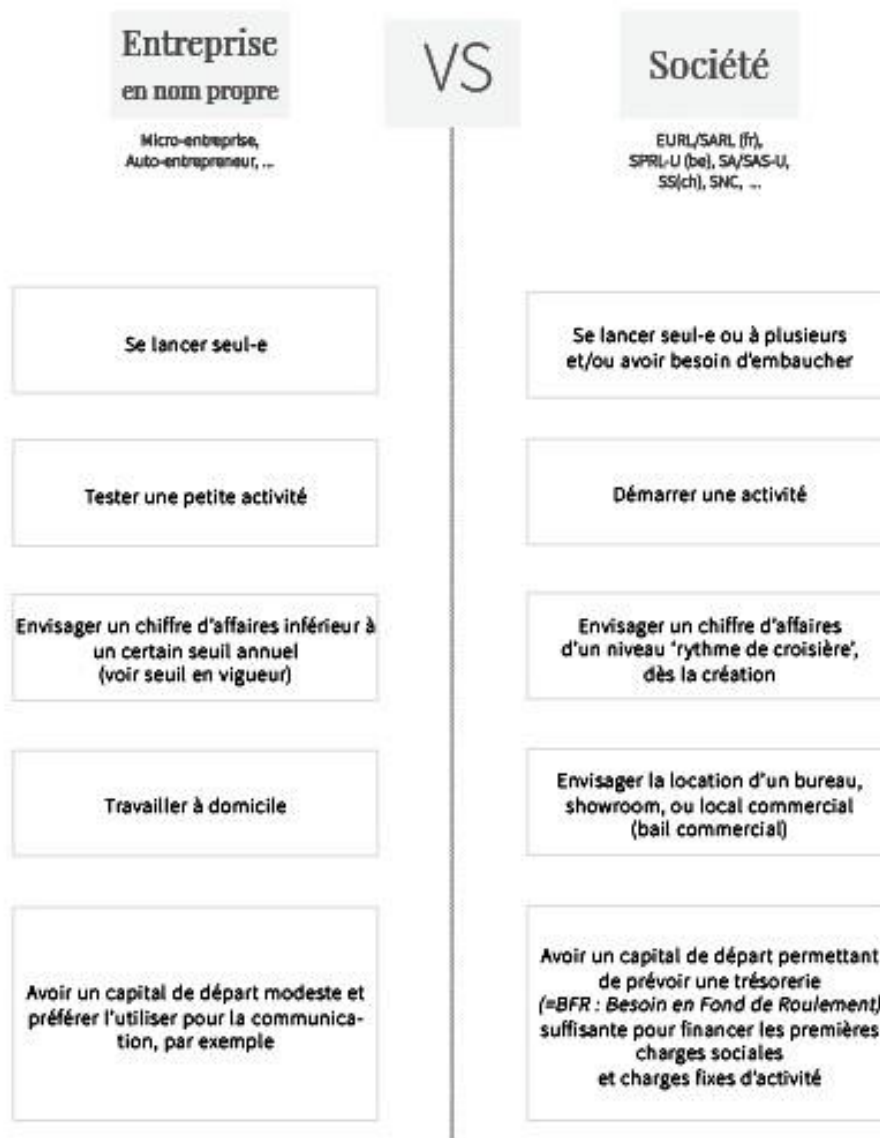 Entreprise
en nom propre
Micro-entreprise,
Auto-entrepreneur, ...
VS
Société
EURL/SARL (fr),
SPRL-U (be), SA/SAS-U,
SS(ch), SNC, ...
Se lancer seul-e
Se lancer seul-e ou à plusieurs
et/ou avoir besoin d'embaucher
Tester une petite activité
Démarrer une activité
Envisager un chiffre d'affaires inférieur à
un certain seuil annuel
(voir seuil en vigueur)
Envisager un chiffre d'affaires
d'un niveau 'rythme de croisière',
dès la création
Travailler à domicile
Envisager la location d'un bureau,
showroom, ou local commercial
(bail commercial)
Avoir un capital de départ modeste et
préférer l'utiliser pour la communica-
tion, par exemple
Avoir un capital de départ permettant
de prévoir une trésorerie
(=BFR : Besoin en Fond de Roulement)
suffisante pour financer les premières
charges sociales
et charges fixes d'activité